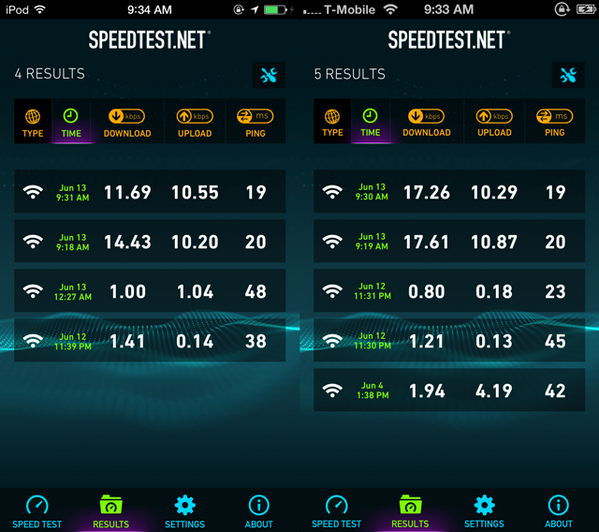 iPod 9:34 AM
SPEEDTEST.NET®
4 RESULTS
TYPE TIME kbps DOWNLOAD kbps UPLOAD ms PING
Jun 13 9:31 AM 11.69 10.55 19
Jun 13 9:18 AM 14.43 10.20 20
Jun 13 12:27 AM 1.00 1.04 48
Jun 12 11:39 PM 1.41 0.14 38
SPEED TEST RESULTS SETTINGS ABOUT
T-Mobile 9:33 AM
SPEEDTEST.NET®
5 RESULTS
TYPE TIME kbps DOWNLOAD kbps UPLOAD ms PING
Jun 13 9:30 AM 17.26 10.29 19
Jun 13 9:19 AM 17.61 10.87 20
Jun 12 11:31 PM 0.80 0.18 23
Jun 12 11:30 PM 1.21 0.13 45
Jun 4 1:38 PM 1.94 4.19 42
SPEED TEST RESULTS SETTINGS ABOUT